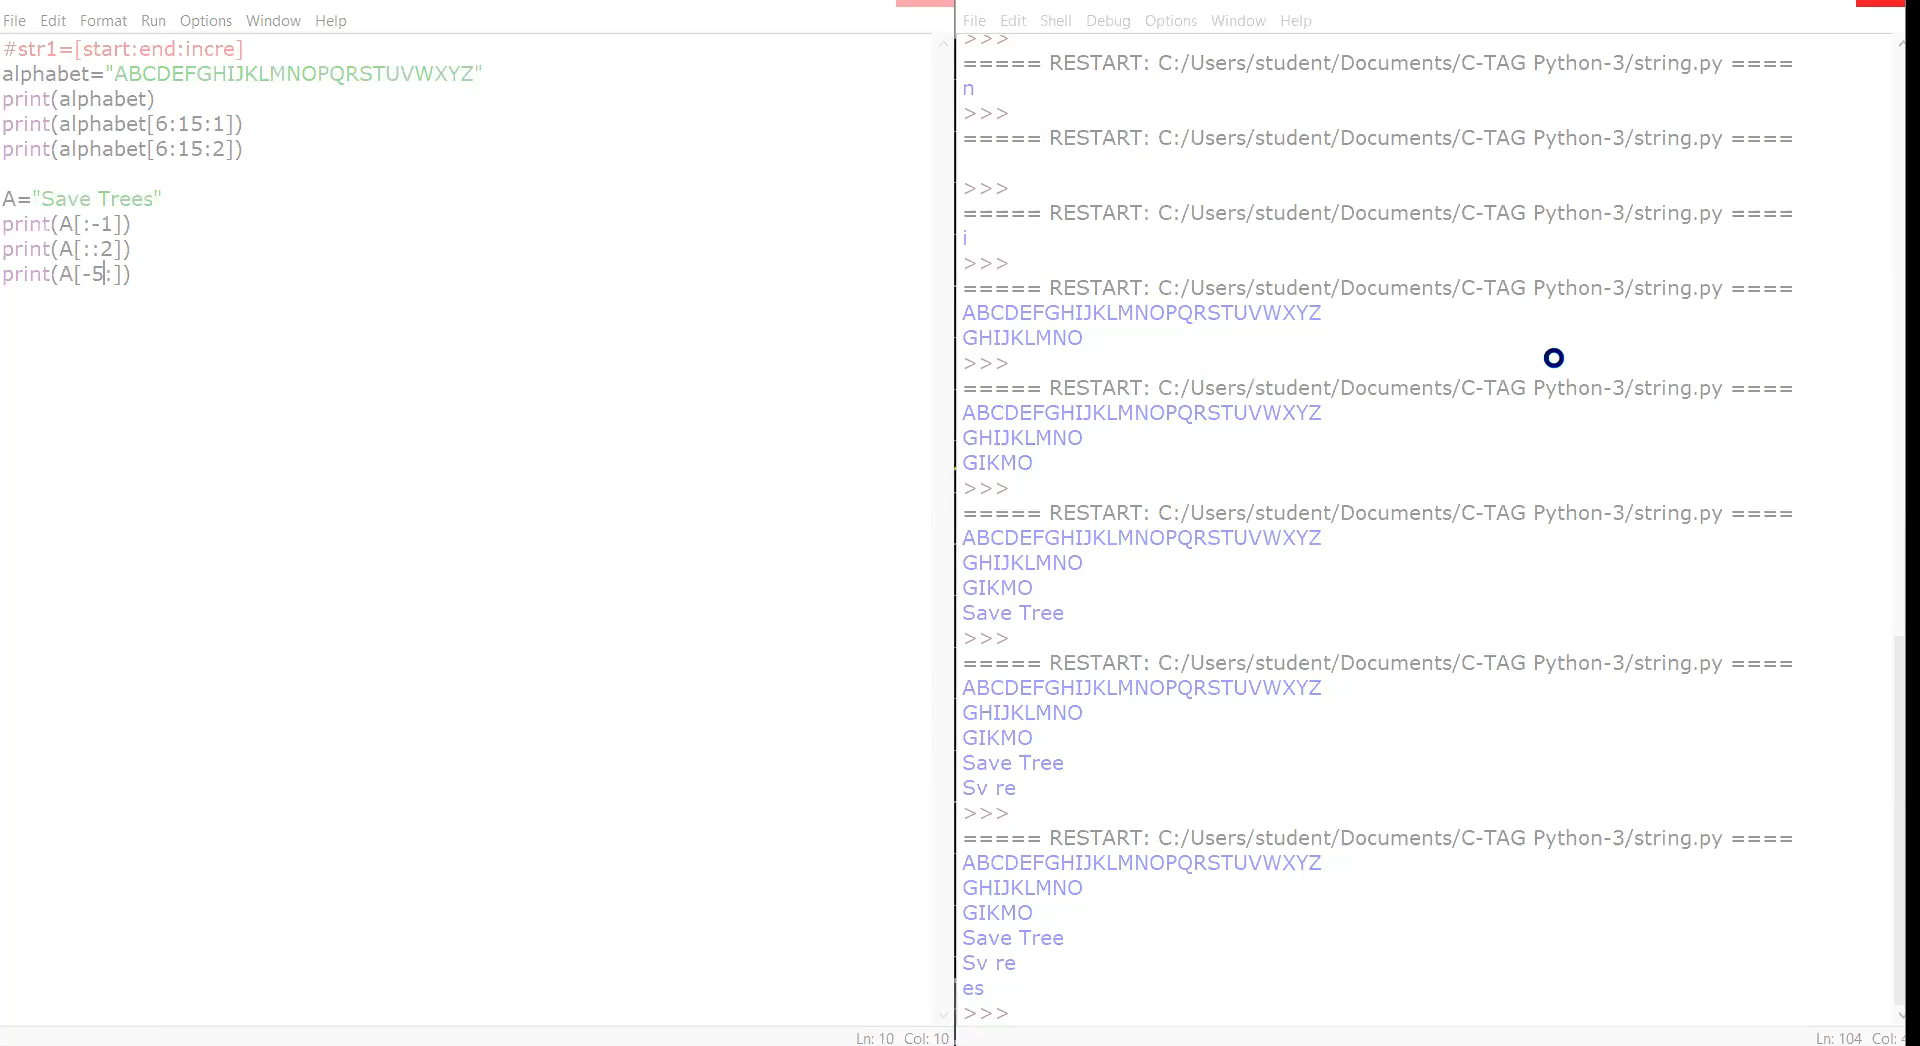 File Edit Format Run Options Window Help
#str1=[start:end:incre]
alphabet="ABCDEFGHIJKLMNOPQRSTUVWXYZ"
print(alphabet)
print(alphabet[6:15:1])
print(alphabet[6:15:2])
A="Save Trees"
print(A[:-1])
print(A[::2])
print(A[-5:])
Ln: 10 Col: 10
File Edit Shell Debug Options Window Help
>>>
===== RESTART: C:/Users/student/Documents/C-TAG Python-3/string.py ====
n
>>>
===== RESTART: C:/Users/student/Documents/C-TAG Python-3/string.py ====
>>>
===== RESTART: C:/Users/student/Documents/C-TAG Python-3/string.py ====
i
>>>
===== RESTART: C:/Users/student/Documents/C-TAG Python-3/string.py ====
ABCDEFGHIJKLMNOPQRSTUVWXYZ
GHIJKLMNO
>>>
===== RESTART: C:/Users/student/Documents/C-TAG Python-3/string.py ====
ABCDEFGHIJKLMNOPQRSTUVWXYZ
GHIJKLMNO
GIKMO
>>>
===== RESTART: C:/Users/student/Documents/C-TAG Python-3/string.py ====
ABCDEFGHIJKLMNOPQRSTUVWXYZ
GHIJKLMNO
GIKMO
Save Tree
>>>
===== RESTART: C:/Users/student/Documents/C-TAG Python-3/string.py ====
ABCDEFGHIJKLMNOPQRSTUVWXYZ
GHIJKLMNO
GIKMO
Save Tree
Sv re
>>>
===== RESTART: C:/Users/student/Documents/C-TAG Python-3/string.py ====
ABCDEFGHIJKLMNOPQRSTUVWXYZ
GHIJKLMNO
GIKMO
Save Tree
Sv re
es
>>>
Ln: 104 Col: